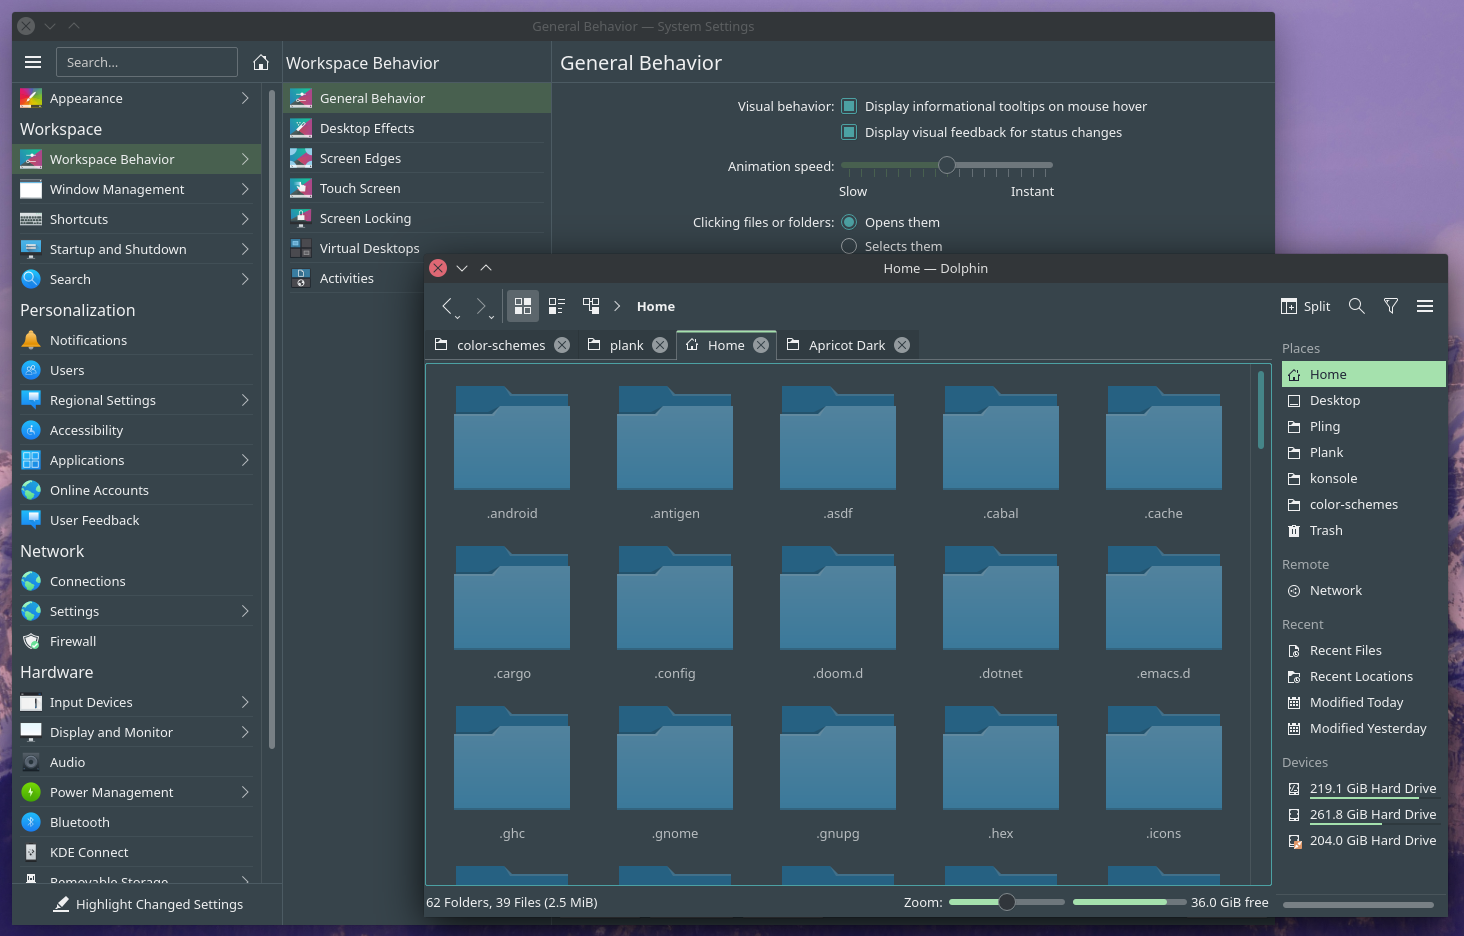 General Behavior — System Settings
Search...
Workspace Behavior
General Behavior
Appearance
Workspace
Workspace Behavior
Window Management
Shortcuts
Startup and Shutdown
Search
Personalization
Notifications
Users
Regional Settings
Accessibility
Applications
Online Accounts
User Feedback
Network
Connections
Settings
Firewall
Hardware
Input Devices
Display and Monitor
Audio
Power Management
Bluetooth
KDE Connect
Removable Storage
Highlight Changed Settings
General Behavior
Desktop Effects
Screen Edges
Touch Screen
Screen Locking
Virtual Desktops
Activities
Visual behavior: Display informational tooltips on mouse hover
Display visual feedback for status changes
Animation speed:
Slow Instant
Clicking files or folders: Opens them
Selects them
Home — Dolphin
Home
Split
color-schemes plank Home Apricot Dark
.android .antigen .asdf .cabal .cache
.cargo .config .doom.d .dotnet .emacs.d
.ghc .gnome .gnupg .hex .icons
62 Folders, 39 Files (2.5 MiB) Zoom: 36.0 GiB free
Places
Home
Desktop
Pling
Plank
konsole
color-schemes
Trash
Remote
Network
Recent
Recent Files
Recent Locations
Modified Today
Modified Yesterday
Devices
219.1 GiB Hard Drive
261.8 GiB Hard Drive
204.0 GiB Hard Drive